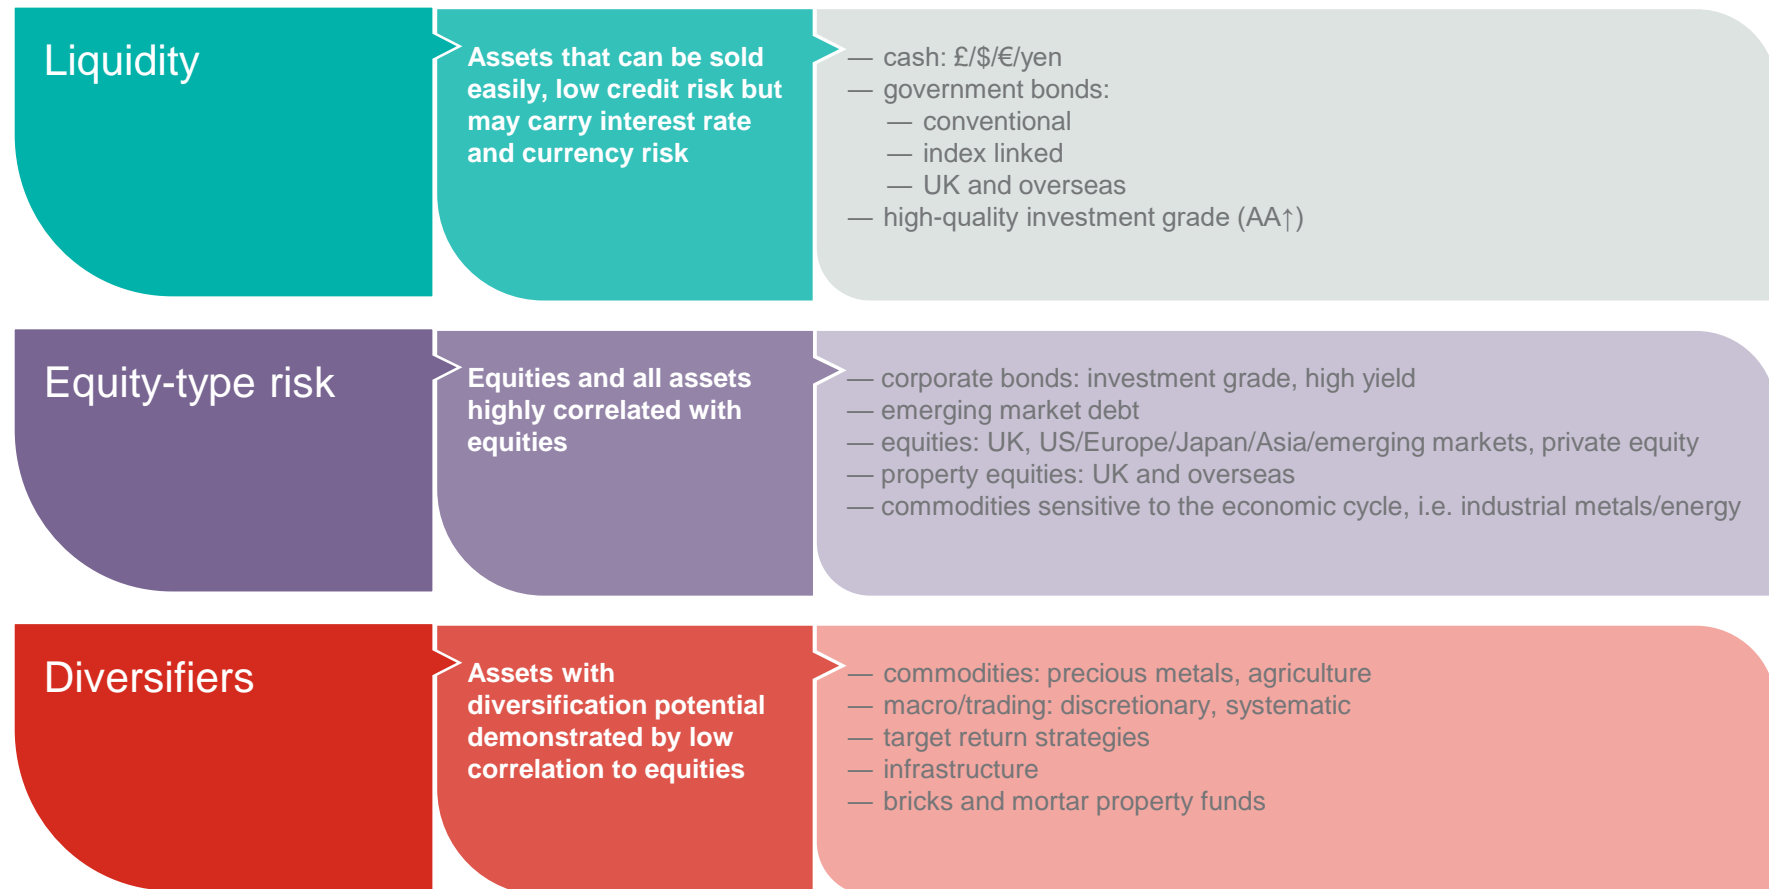 Liquidity
Assets that can be sold
easily, low credit risk but
may carry interest rate
and currency risk
— cash: £/$/€/yen
— government bonds:
— conventional
— index linked
— UK and overseas
— high-quality investment grade (AA↑)
Equity-type risk
Equities and all assets
highly correlated with
equities
— corporate bonds: investment grade, high yield
— emerging market debt
— equities: UK, US/Europe/Japan/Asia/emerging markets, private equity
— property equities: UK and overseas
— commodities sensitive to the economic cycle, i.e. industrial metals/energy
Diversifiers
Assets with
diversification potential
demonstrated by low
correlation to equities
— commodities: precious metals, agriculture
— macro/trading: discretionary, systematic
— target return strategies
— infrastructure
— bricks and mortar property funds